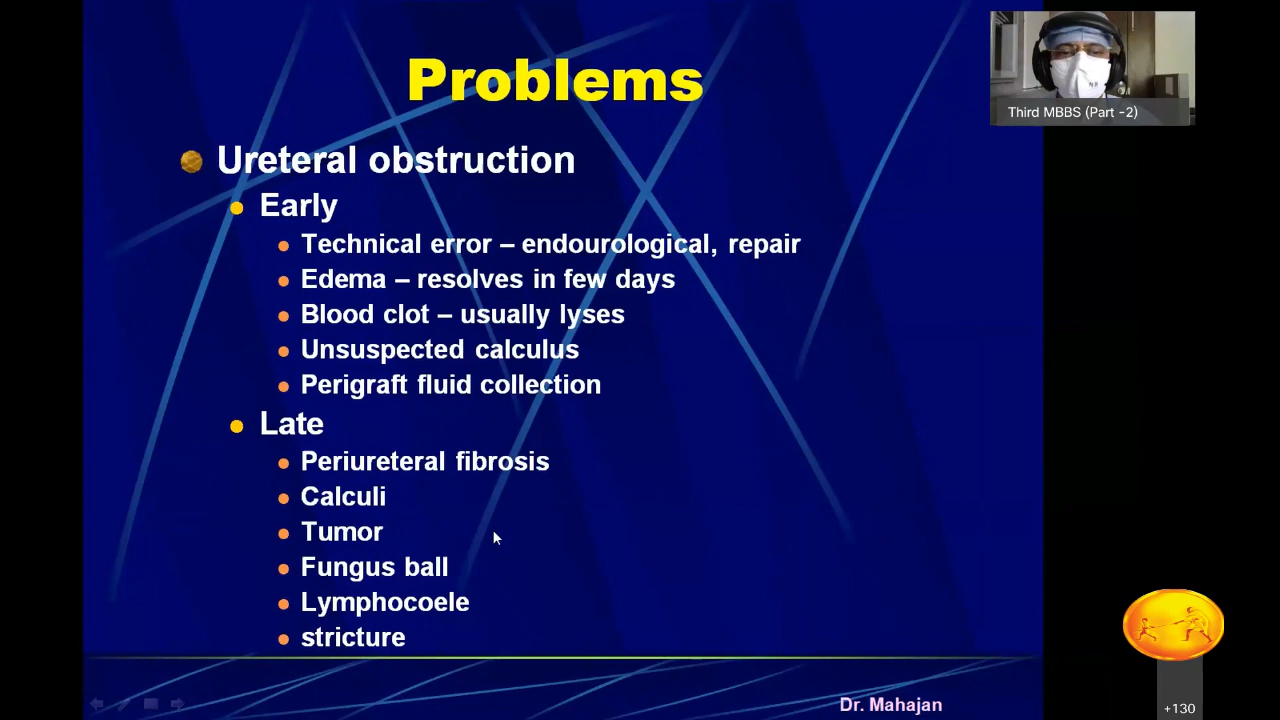 Problems
Third MBBS (Part -2)
Ureteral obstruction
Early
Technical error – endourological, repair
Edema – resolves in few days
Blood clot – usually lyses
Unsuspected calculus
Perigraft fluid collection
Late
Periureteral fibrosis
Calculi
Tumor
Fungus ball
Lymphocoele
stricture
Dr. Mahajan
+130